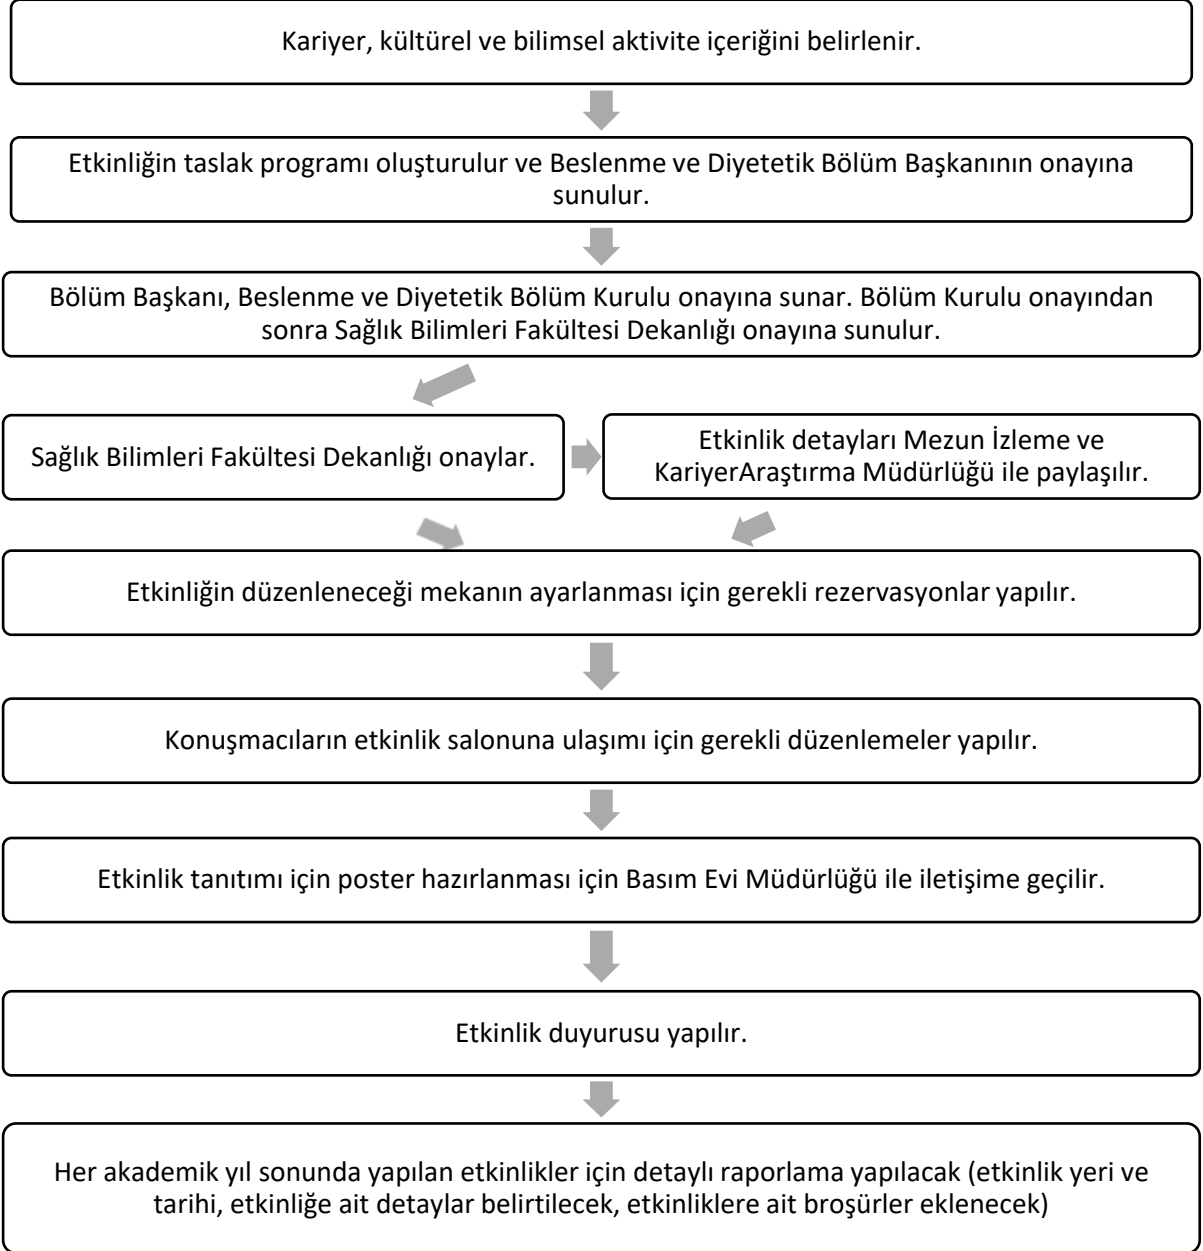 Kariyer, kültürel ve bilimsel aktivite içeriğini belirlenir.
Etkinliğin taslak programı oluşturulur ve Beslenme ve Diyetetik Bölüm Başkanının onayına
sunulur.
Bölüm Başkanı, Beslenme ve Diyetetik Bölüm Kurulu onayına sunar. Bölüm Kurulu onayından
sonra Sağlık Bilimleri Fakültesi Dekanlığı onayına sunulur.
Sağlık Bilimleri Fakültesi Dekanlığı onaylar.
Etkinlik detayları Mezun İzleme ve
KariyerAraştırma Müdürlüğü ile paylaşılır.
Etkinliğin düzenleneceği mekanın ayarlanması için gerekli rezervasyonlar yapılır.
Konuşmacıların etkinlik salonuna ulaşımı için gerekli düzenlemeler yapılır.
Etkinlik tanıtımı için poster hazırlanması için Basım Evi Müdürlüğü ile iletişime geçilir.
Etkinlik duyurusu yapılır.
Her akademik yıl sonunda yapılan etkinlikler için detaylı raporlama yapılacak (etkinlik yeri ve
tarihi, etkinliğe ait detaylar belirtilecek, etkinliklere ait broşürler eklenecek)